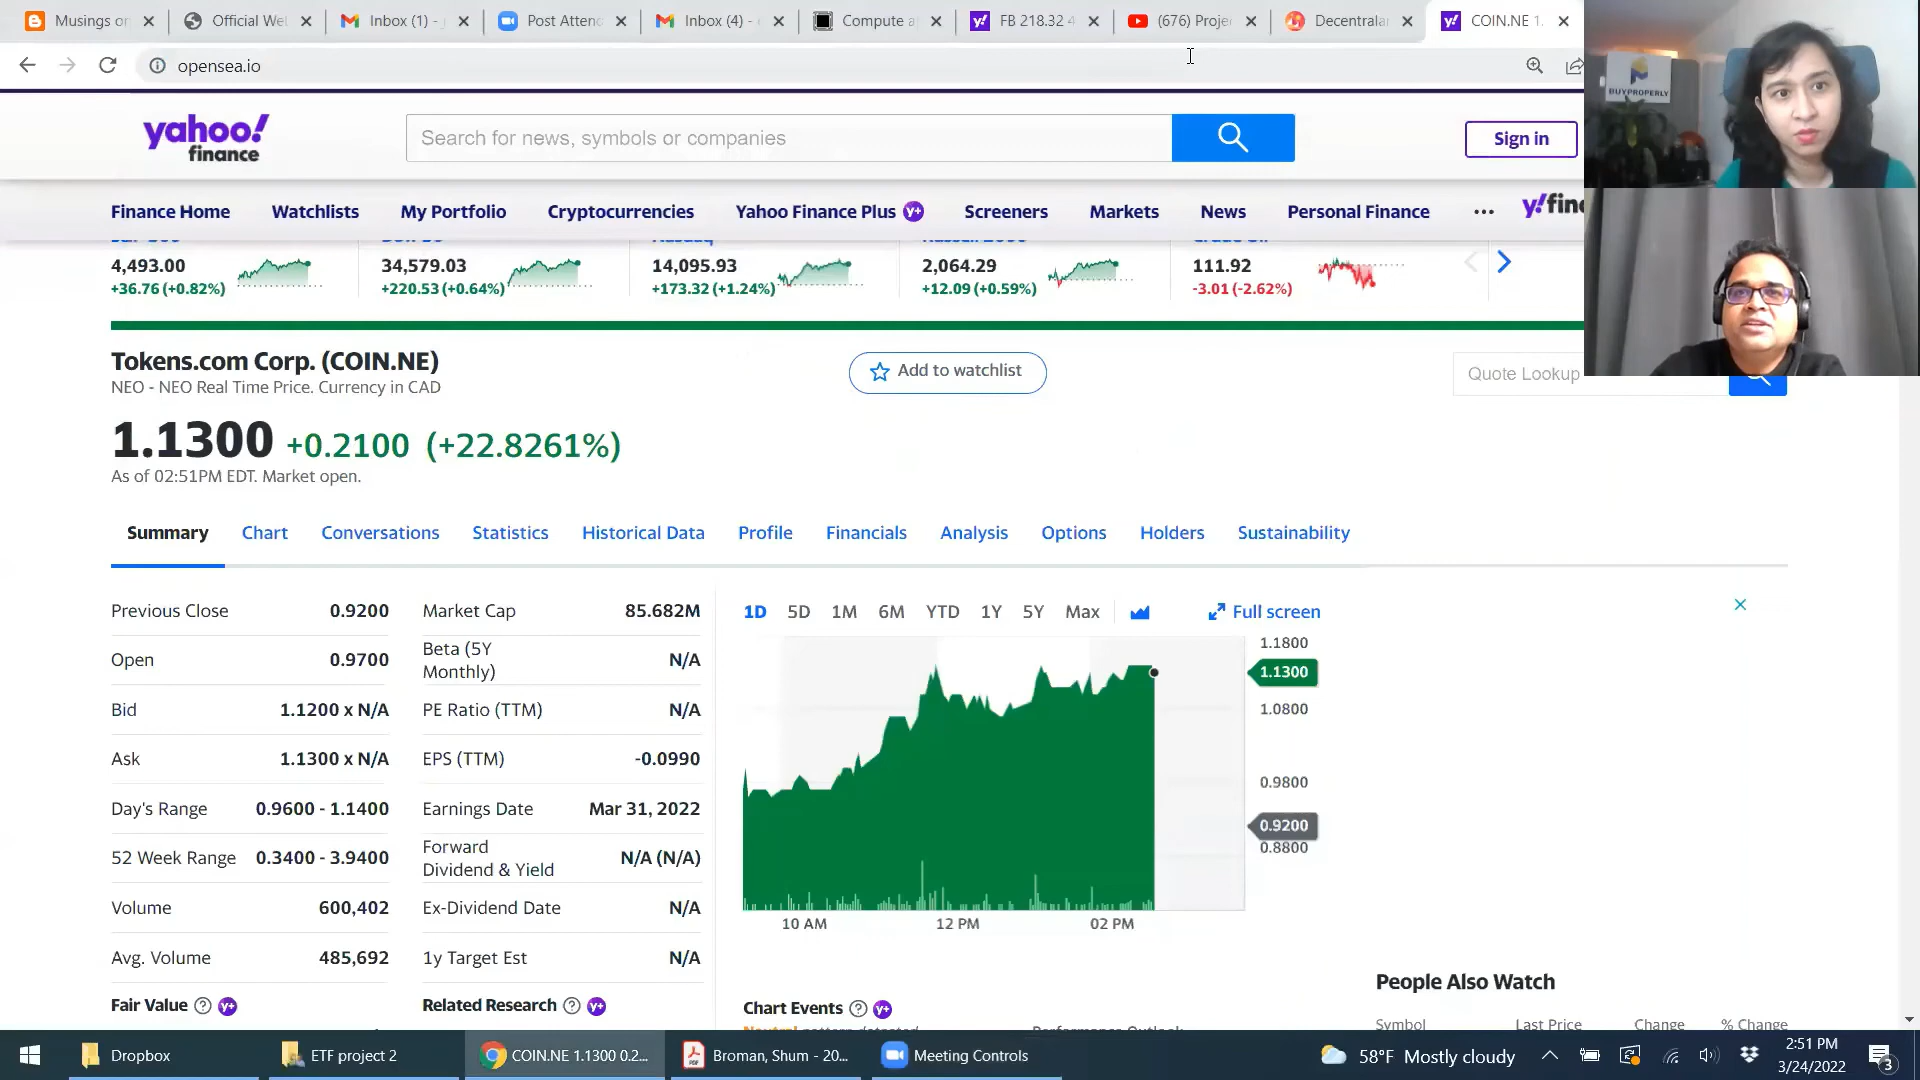 Musings on
Official Wel
Inbox (1) -
Post Attend
Inbox (4) -
Compute a
FB 218.32 4
(676) Proje
Decentralar
COIN.NE 1.
opensea.io
BUYPROPERLY
yahoo!
finance
Search for news, symbols or companies
Sign in
Finance Home
Watchlists
My Portfolio
Cryptocurrencies
Yahoo Finance Plus y+
Screeners
Markets
News
Personal Finance
...
y!fin
4,493.00
+36.76 (+0.82%)
34,579.03
+220.53 (+0.64%)
14,095.93
+173.32 (+1.24%)
2,064.29
+12.09 (+0.59%)
111.92
-3.01 (-2.62%)
Tokens.com Corp. (COIN.NE)
NEO - NEO Real Time Price. Currency in CAD
Add to watchlist
Quote Lookup
1.1300 +0.2100 (+22.8261%)
As of 02:51PM EDT. Market open.
Summary
Chart
Conversations
Statistics
Historical Data
Profile
Financials
Analysis
Options
Holders
Sustainability
Previous Close 0.9200
Open 0.9700
Bid 1.1200 x N/A
Ask 1.1300 x N/A
Day's Range 0.9600 - 1.1400
52 Week Range 0.3400 - 3.9400
Volume 600,402
Avg. Volume 485,692
Fair Value ? y+
Market Cap 85.682M
Beta (5Y
Monthly) N/A
PE Ratio (TTM) N/A
EPS (TTM) -0.0990
Earnings Date Mar 31, 2022
Forward
Dividend & Yield N/A (N/A)
Ex-Dividend Date N/A
1y Target Est N/A
Related Research ? y+
1D 5D 1M 6M YTD 1Y 5Y Max
Full screen
1.1800
1.1300
1.0800
0.9800
0.9200
0.8800
10 AM 12 PM 02 PM
Chart Events ? y+
Neutral pattern detected
Performance Outlook
People Also Watch
Symbol Last Price Change % Change
Dropbox
ETF project 2
COIN.NE 1.1300 0.2...
Broman, Shum - 20...
Meeting Controls
58°F Mostly cloudy
2:51 PM
3/24/2022
3